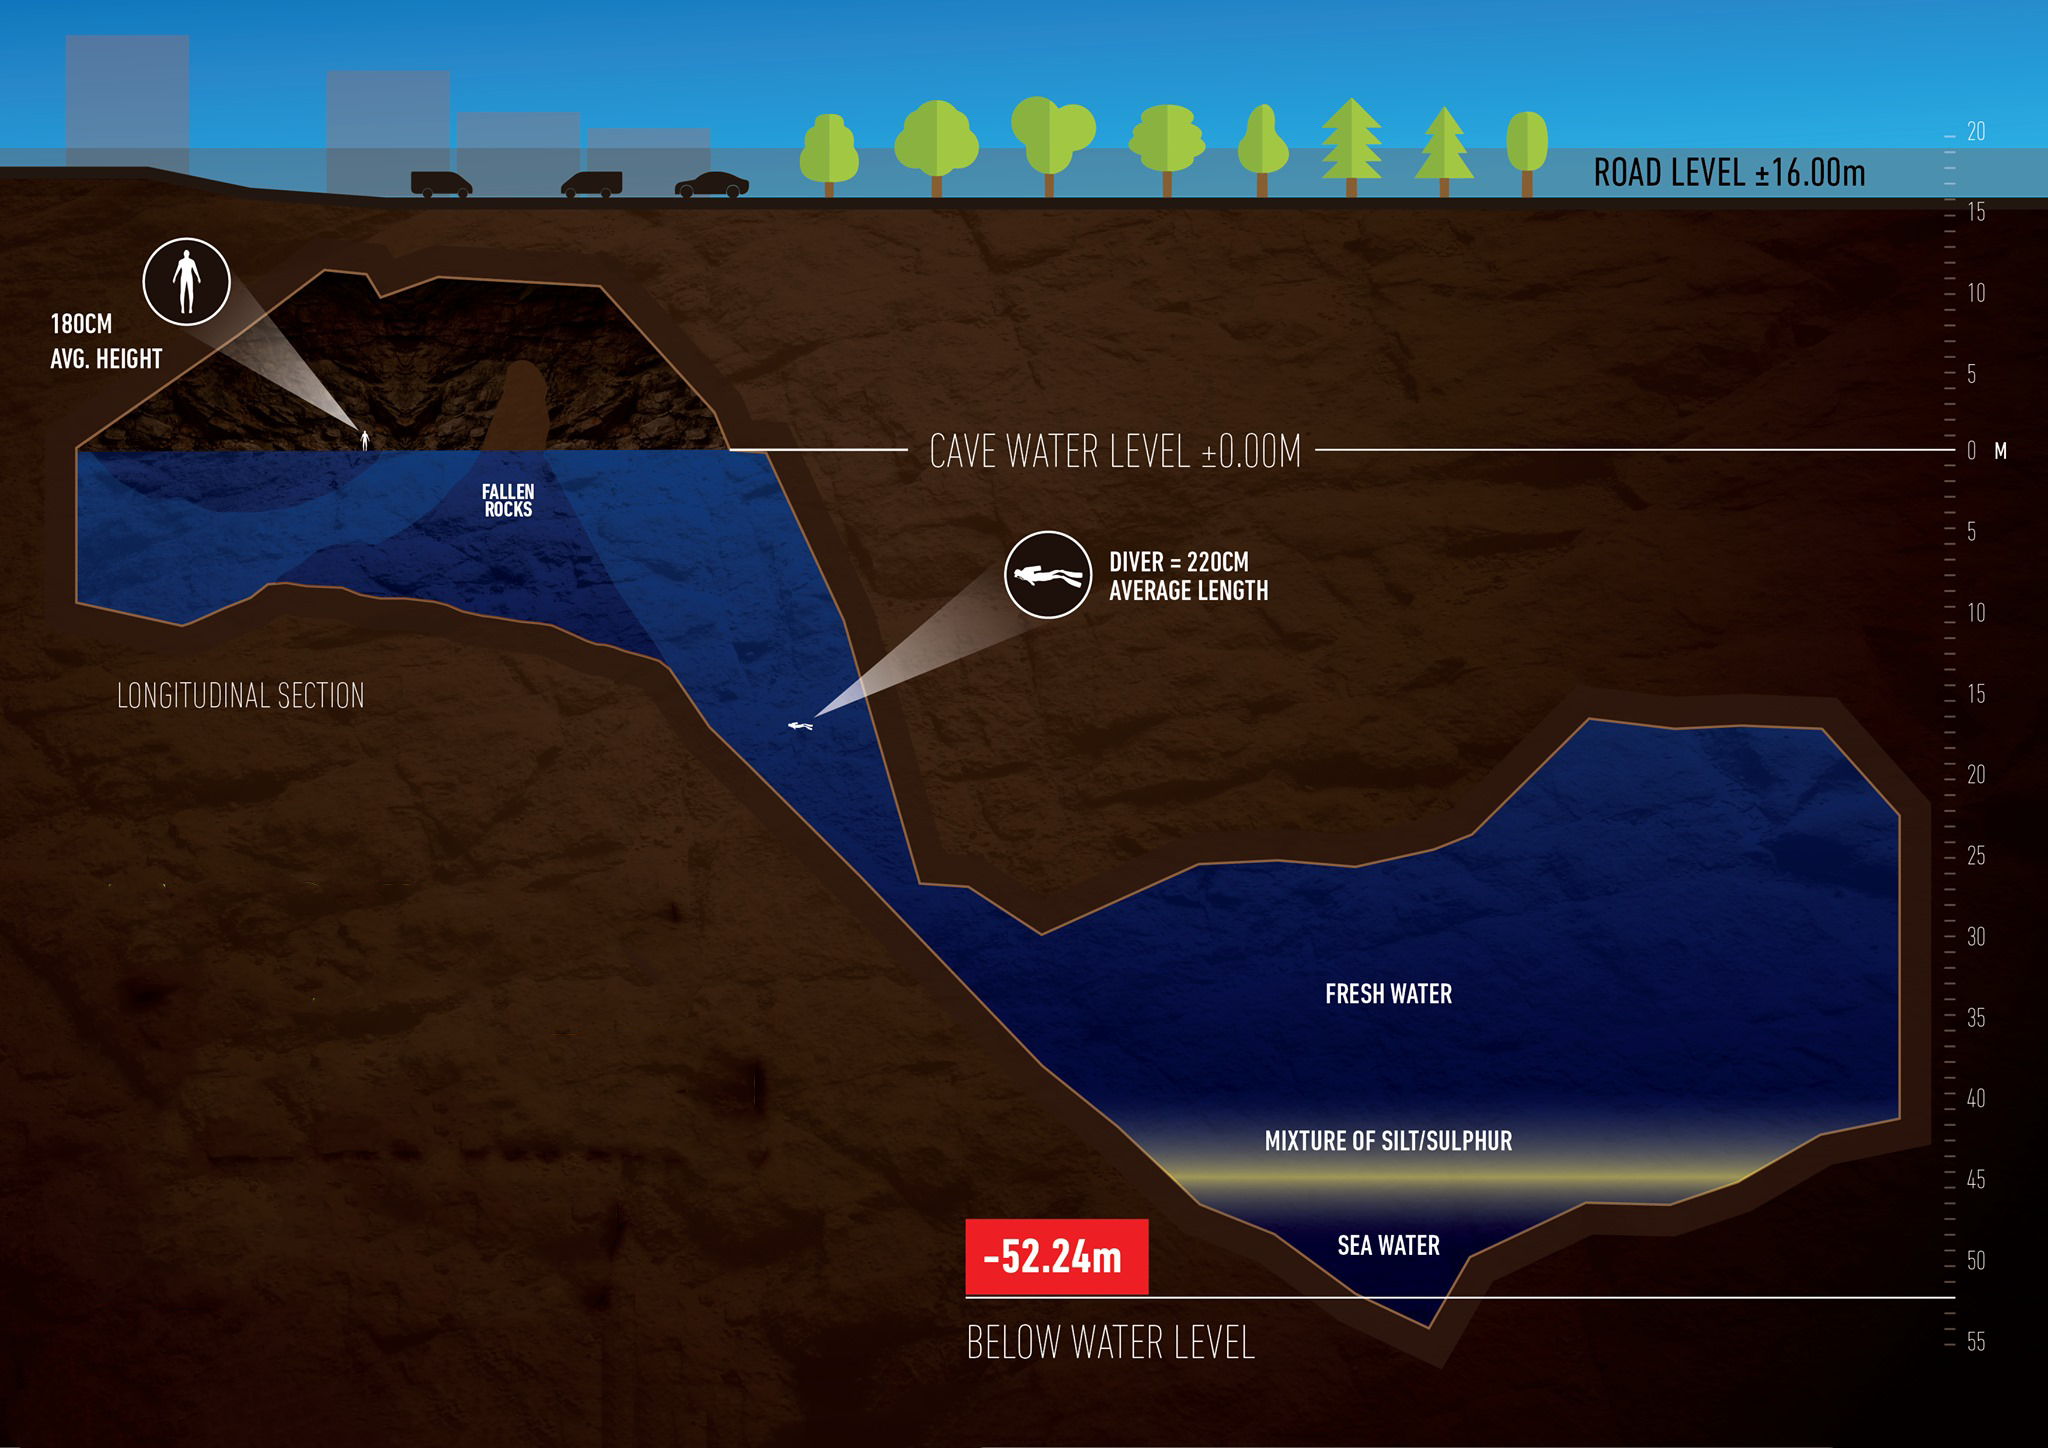 20
ROAD LEVEL ±16.00m
15
10
180CM
AVG. HEIGHT
5
CAVE WATER LEVEL ±0.00M
0 M
FALLEN
ROCKS
5
DIVER = 220CM
AVERAGE LENGTH
10
LONGITUDINAL SECTION
15
20
25
30
FRESH WATER
35
40
MIXTURE OF SILT/SULPHUR
45
SEA WATER
-52.24m
50
BELOW WATER LEVEL
55